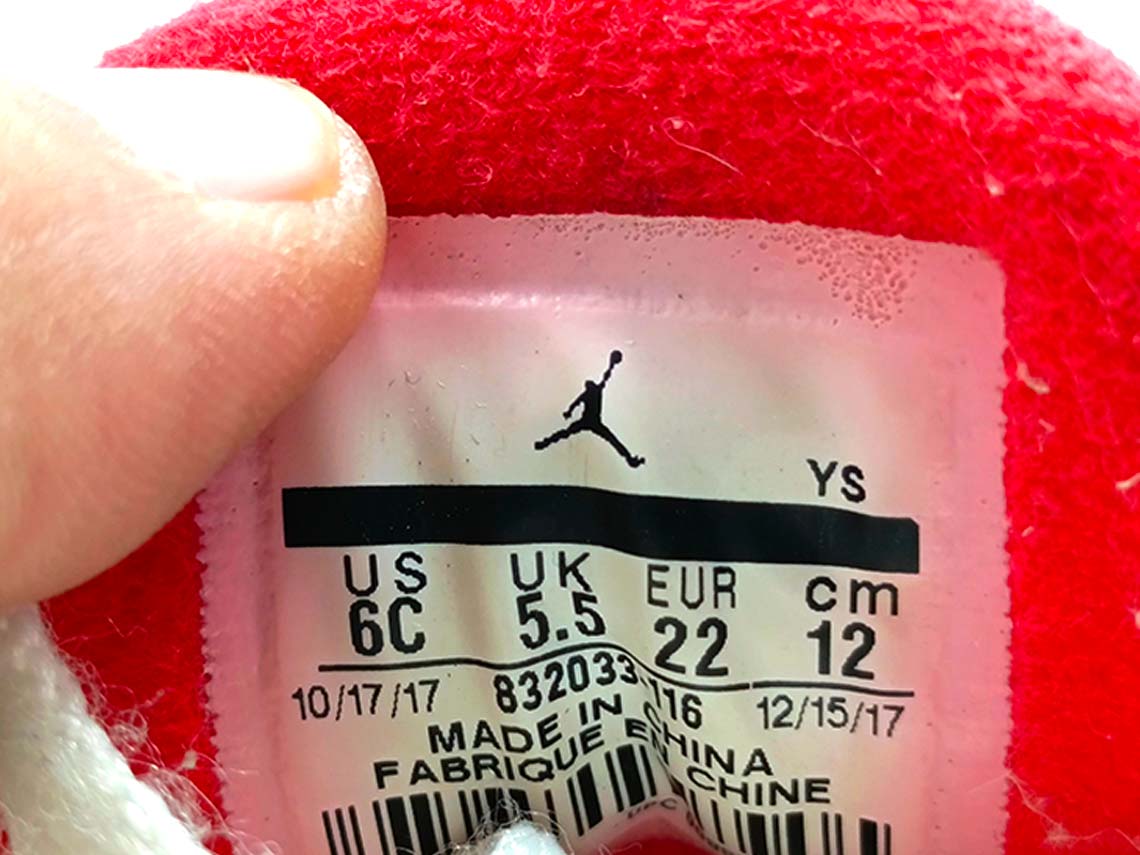 YS
US UK EUR cm
6C 5.5 22 12
10/17/17 832033-116 12/15/17
MADE IN CHINA
FABRIQUE EN CHINE
UPC